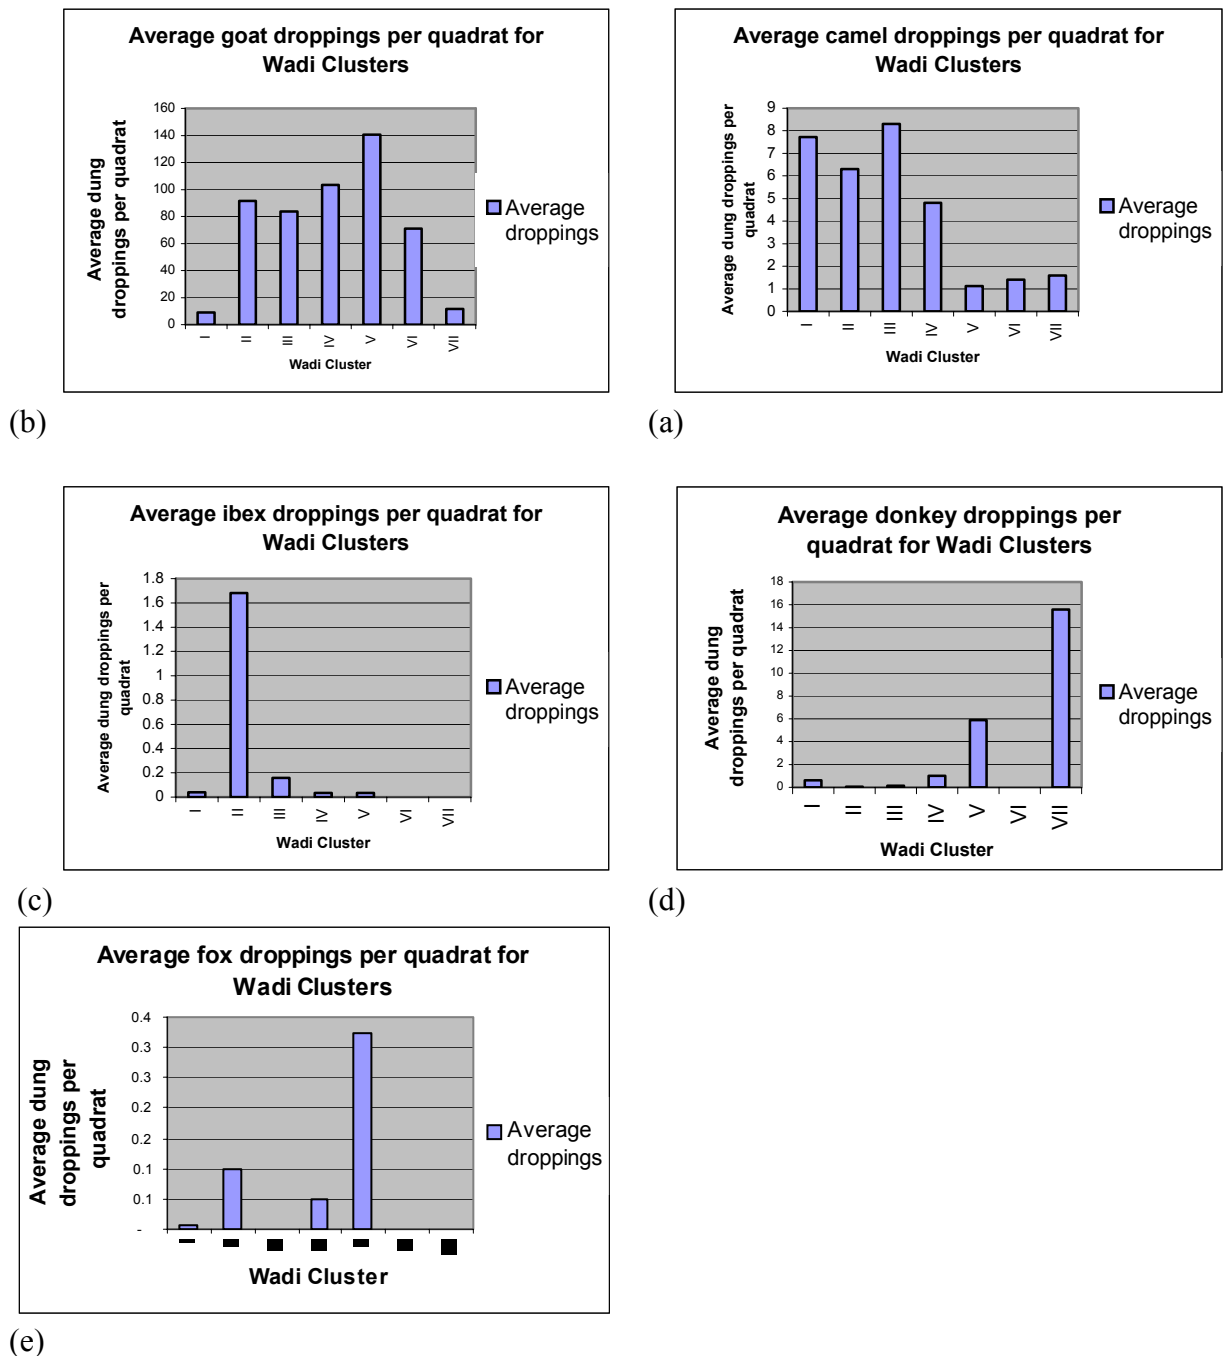 Average goat droppings per quadrat for
Wadi Clusters
Average dung
droppings per quadrat
160
140
120
100
80
60
40
20
0
I
II
III
IV
V
VI
VII
Wadi Cluster
Average
droppings
(b)
Average camel droppings per quadrat for
Wadi Clusters
Average dung droppings per
quadrat
9
8
7
6
5
4
3
2
1
0
I
II
III
IV
V
VI
VII
Wadi Cluster
Average
droppings
(a)
Average ibex droppings per quadrat for
Wadi Clusters
Average dung droppings per
quadrat
1.8
1.6
1.4
1.2
1
0.8
0.6
0.4
0.2
0
I
II
III
IV
V
VI
VII
Wadi Cluster
Average
droppings
(c)
Average donkey droppings per
quadrat for Wadi Clusters
Average dung
droppings per quadrat
18
16
14
12
10
8
6
4
2
0
I
II
III
IV
V
VI
VII
Wadi Cluster
Average
droppings
(d)
Average fox droppings per quadrat for
Wadi Clusters
Average dung
droppings per
quadrat
0.4
0.3
0.3
0.2
0.2
0.1
0.1
-
Wadi Cluster
Average
droppings
(e)